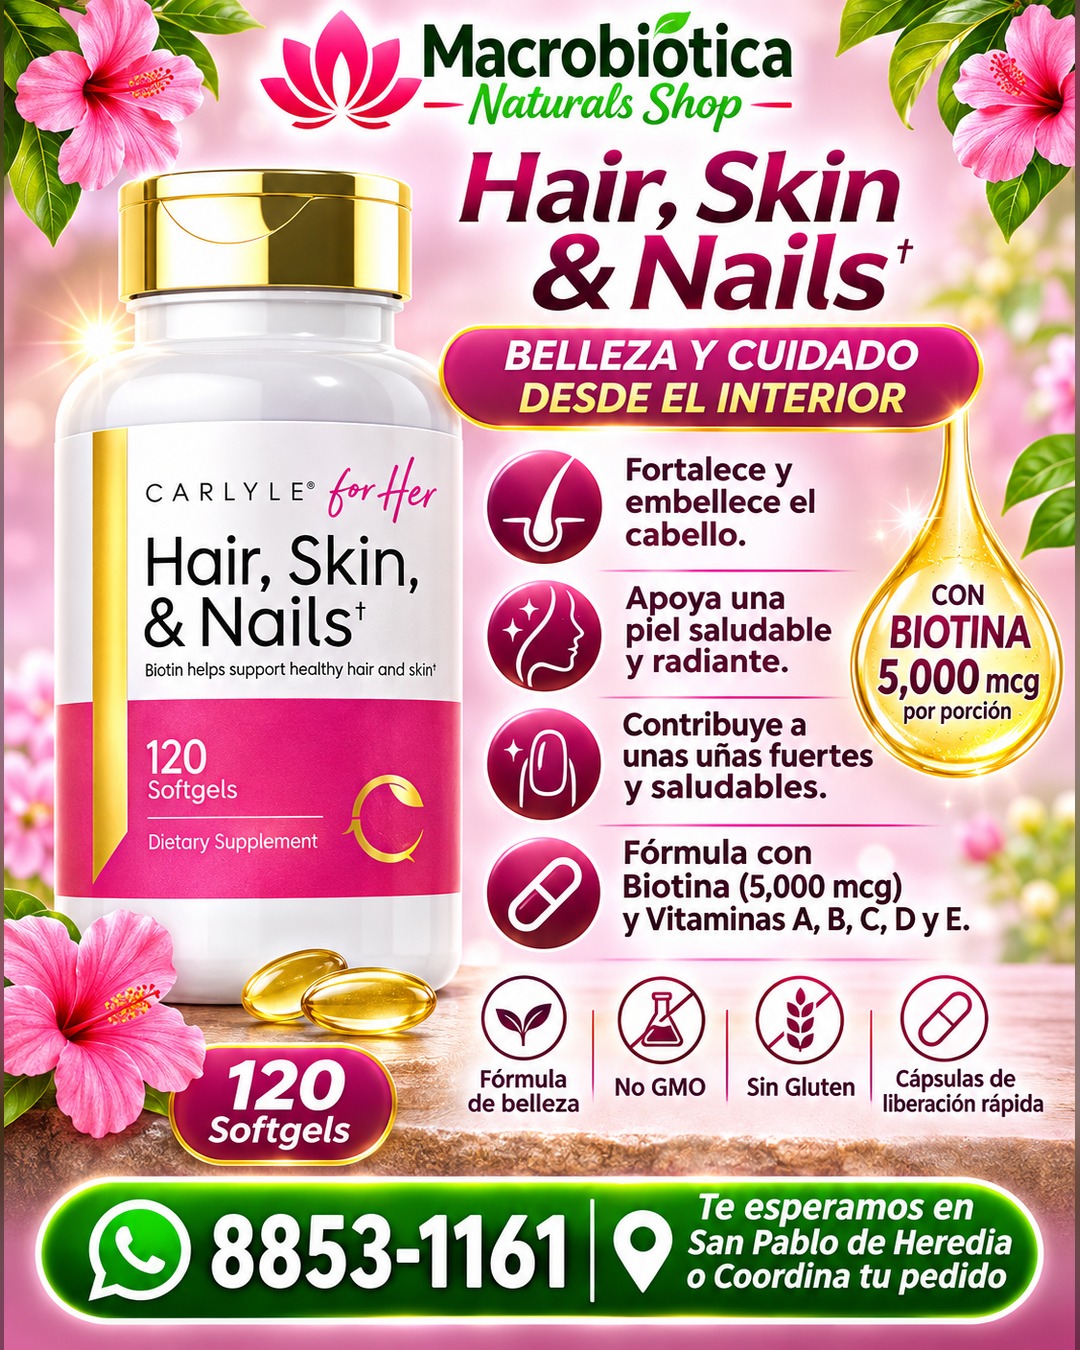 Macrobiótica
Naturals Shop
Hair, Skin
& Nails†
BELLEZA Y CUIDADO
DESDE EL INTERIOR
CARLYLE® for Her
Hair, Skin,
& Nails†
Biotin helps support healthy hair and skin†
120
Softgels
Dietary Supplement
Fortalece y
embellece el
cabello.
Apoya una
piel saludable
y radiante.
Contribuye a
unas uñas fuertes
y saludables.
Fórmula con
Biotina (5,000 mcg)
y Vitaminas A, B, C, D y E.
CON
BIOTINA
5,000 mcg
por porción
Fórmula
de belleza
No GMO
Sin Gluten
Cápsulas de
liberación rápida
120
Softgels
8853-1161
Te esperamos en
San Pablo de Heredia
o Coordina tu pedido